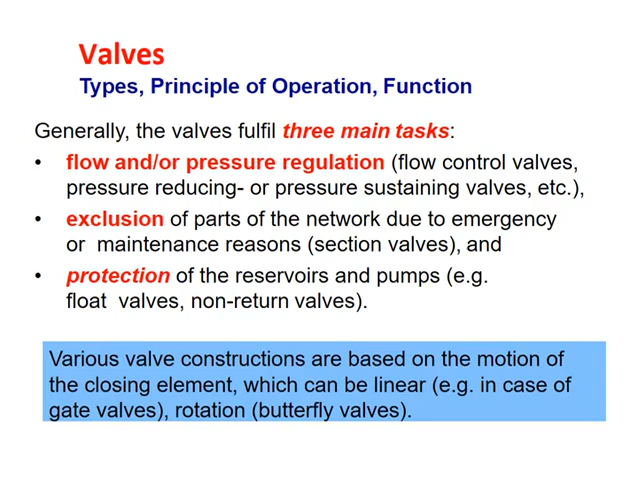 Valves
Types, Principle of Operation, Function
Generally, the valves fulfil three main tasks:
• flow and/or pressure regulation (flow control valves,
pressure reducing- or pressure sustaining valves, etc.),
• exclusion of parts of the network due to emergency
or maintenance reasons (section valves), and
• protection of the reservoirs and pumps (e.g.
float valves, non-return valves).
Various valve constructions are based on the motion of
the closing element, which can be linear (e.g. in case of
gate valves), rotation (butterfly valves).